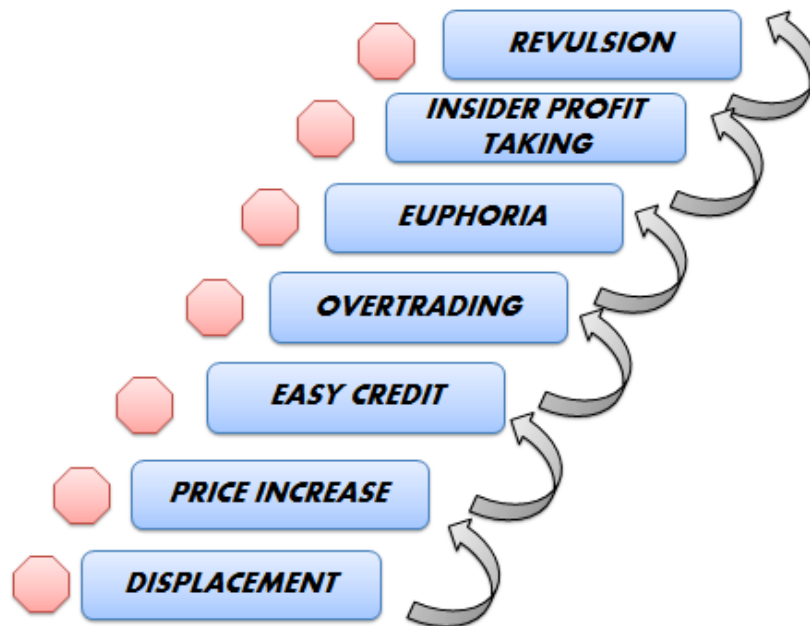 REVULSION
INSIDER PROFIT
TAKING
EUPHORIA
OVERTRADING
EASY CREDIT
PRICE INCREASE
DISPLACEMENT